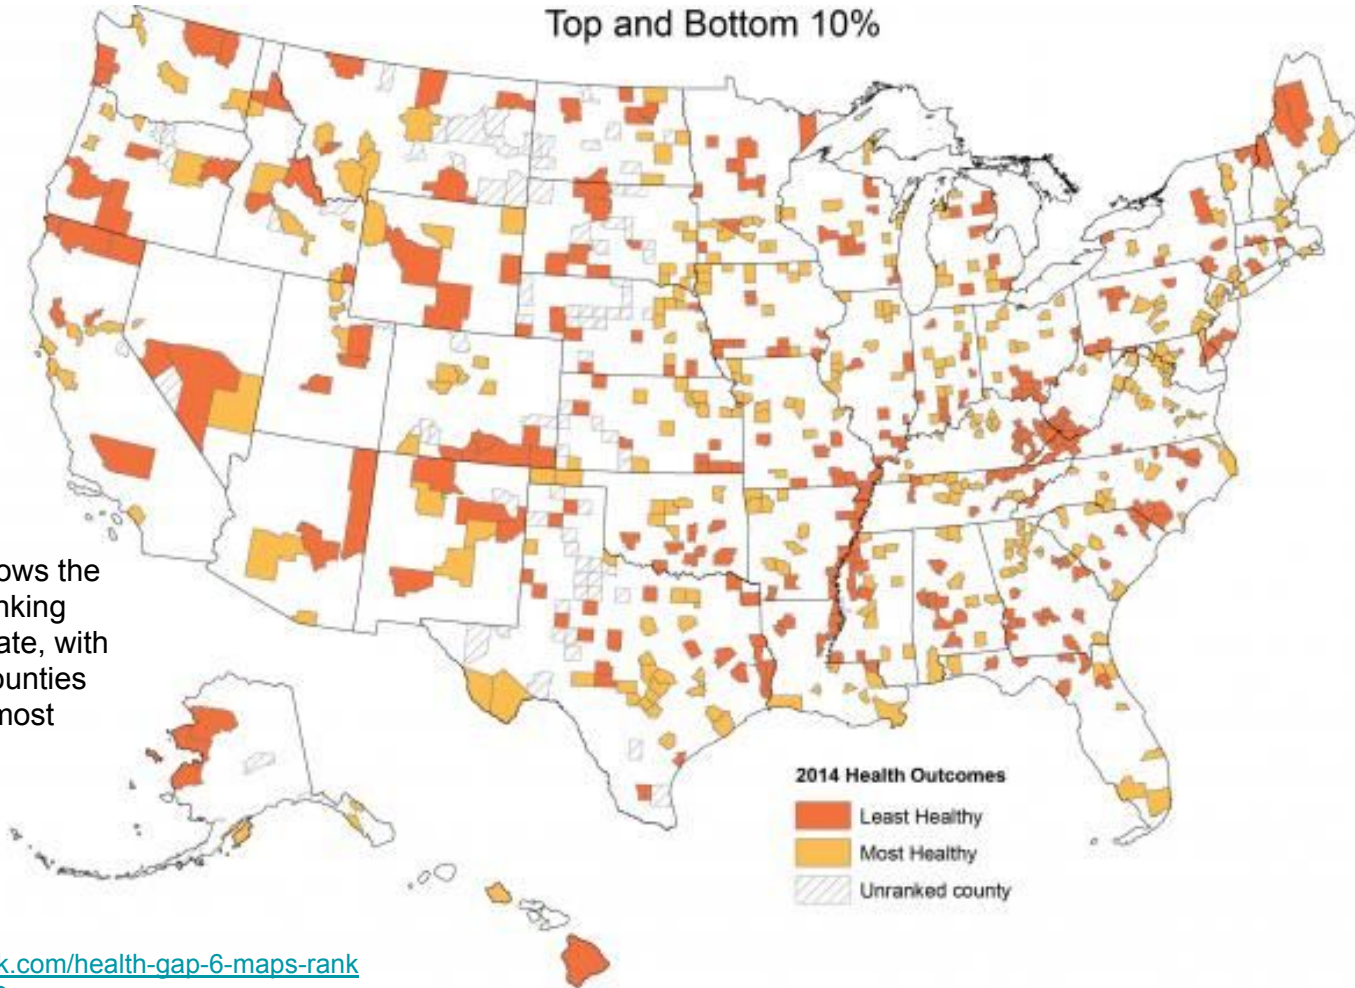 Top and Bottom 10%
ows the
nking
ate, with
ounties
most
2014 Health Outcomes
Least Healthy
Most Healthy
Unranked county
k.com/health-gap-6-maps-rank